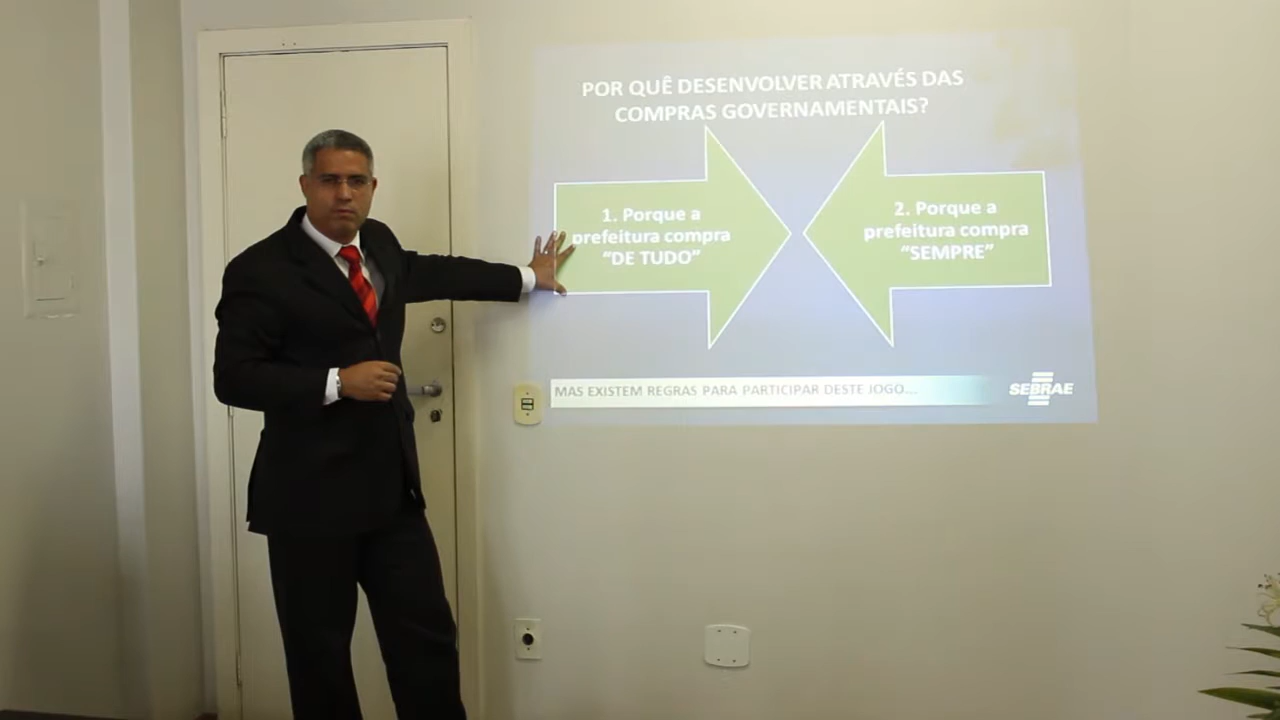 POR QUÊ DESENVOLVER ATRAVÉS DAS
COMPRAS GOVERNAMENTAIS?
1. Porque a
prefeitura compra
“DE TUDO”
2. Porque a
prefeitura compra
“SEMPRE”
MAS EXISTEM REGRAS PARA PARTICIPAR DESTE JOGO...
SEBRAE